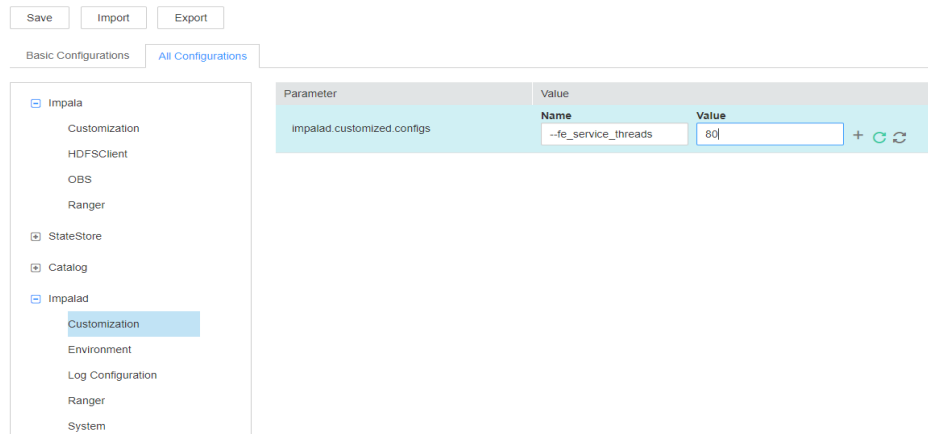 Save Import Export
Basic Configurations All Configurations
Impala
Customization
HDFSClient
OBS
Ranger
StateStore
Catalog
Impalad
Customization
Environment
Log Configuration
Ranger
System
Parameter Value
Name Value
impalad.customized.configs --fe_service_threads 80